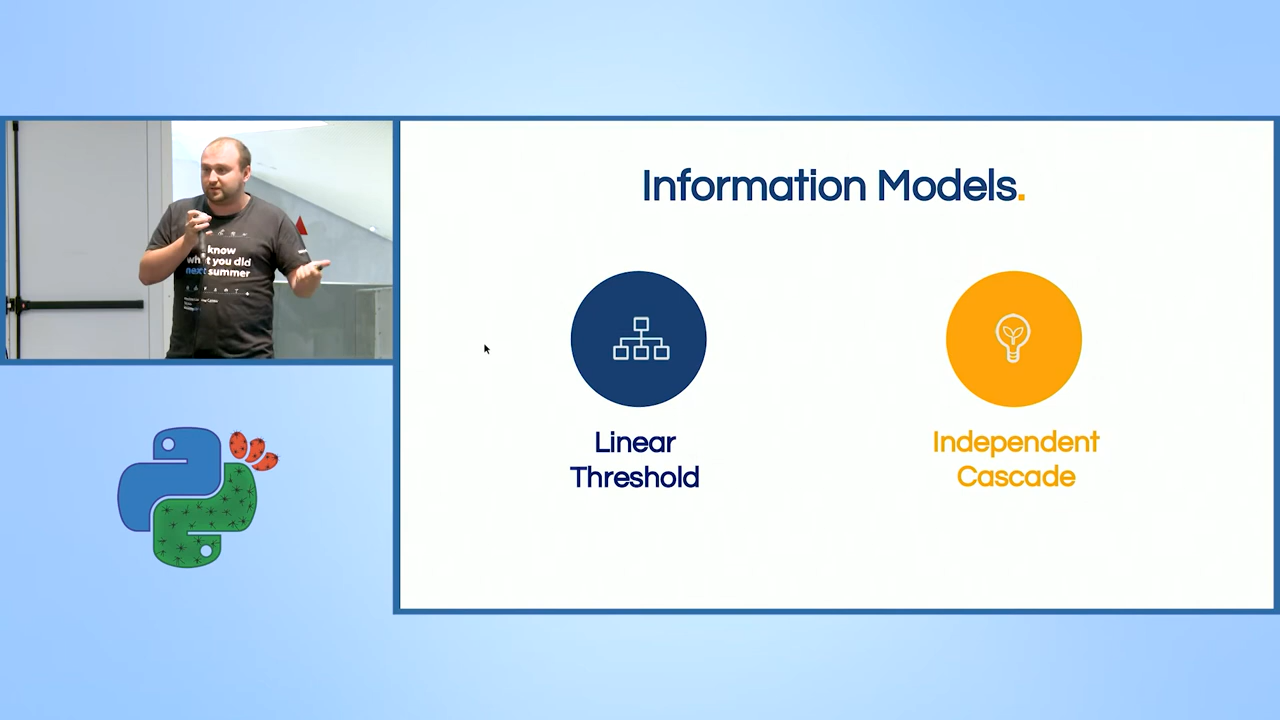 know
what you did
next summer
Information Models.
Linear
Threshold
Independent
Cascade